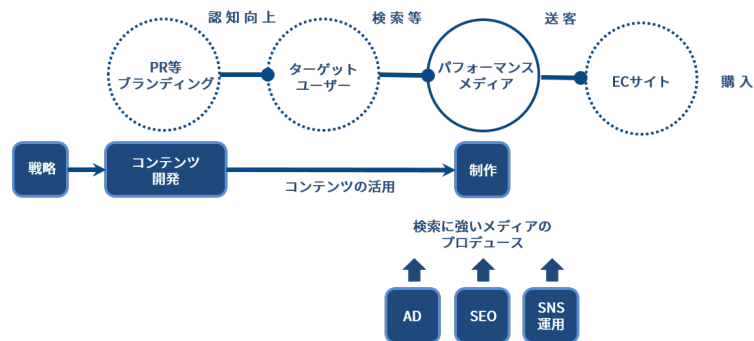 認知向上
検索等
送客
PR等
ブランディング
ターゲット
ユーザー
パフォーマンス
メディア
ECサイト
購入
戦略
コンテンツ
開発
コンテンツの活用
制作
検索に強いメディアの
プロデュース
AD
SEO
SNS
運用